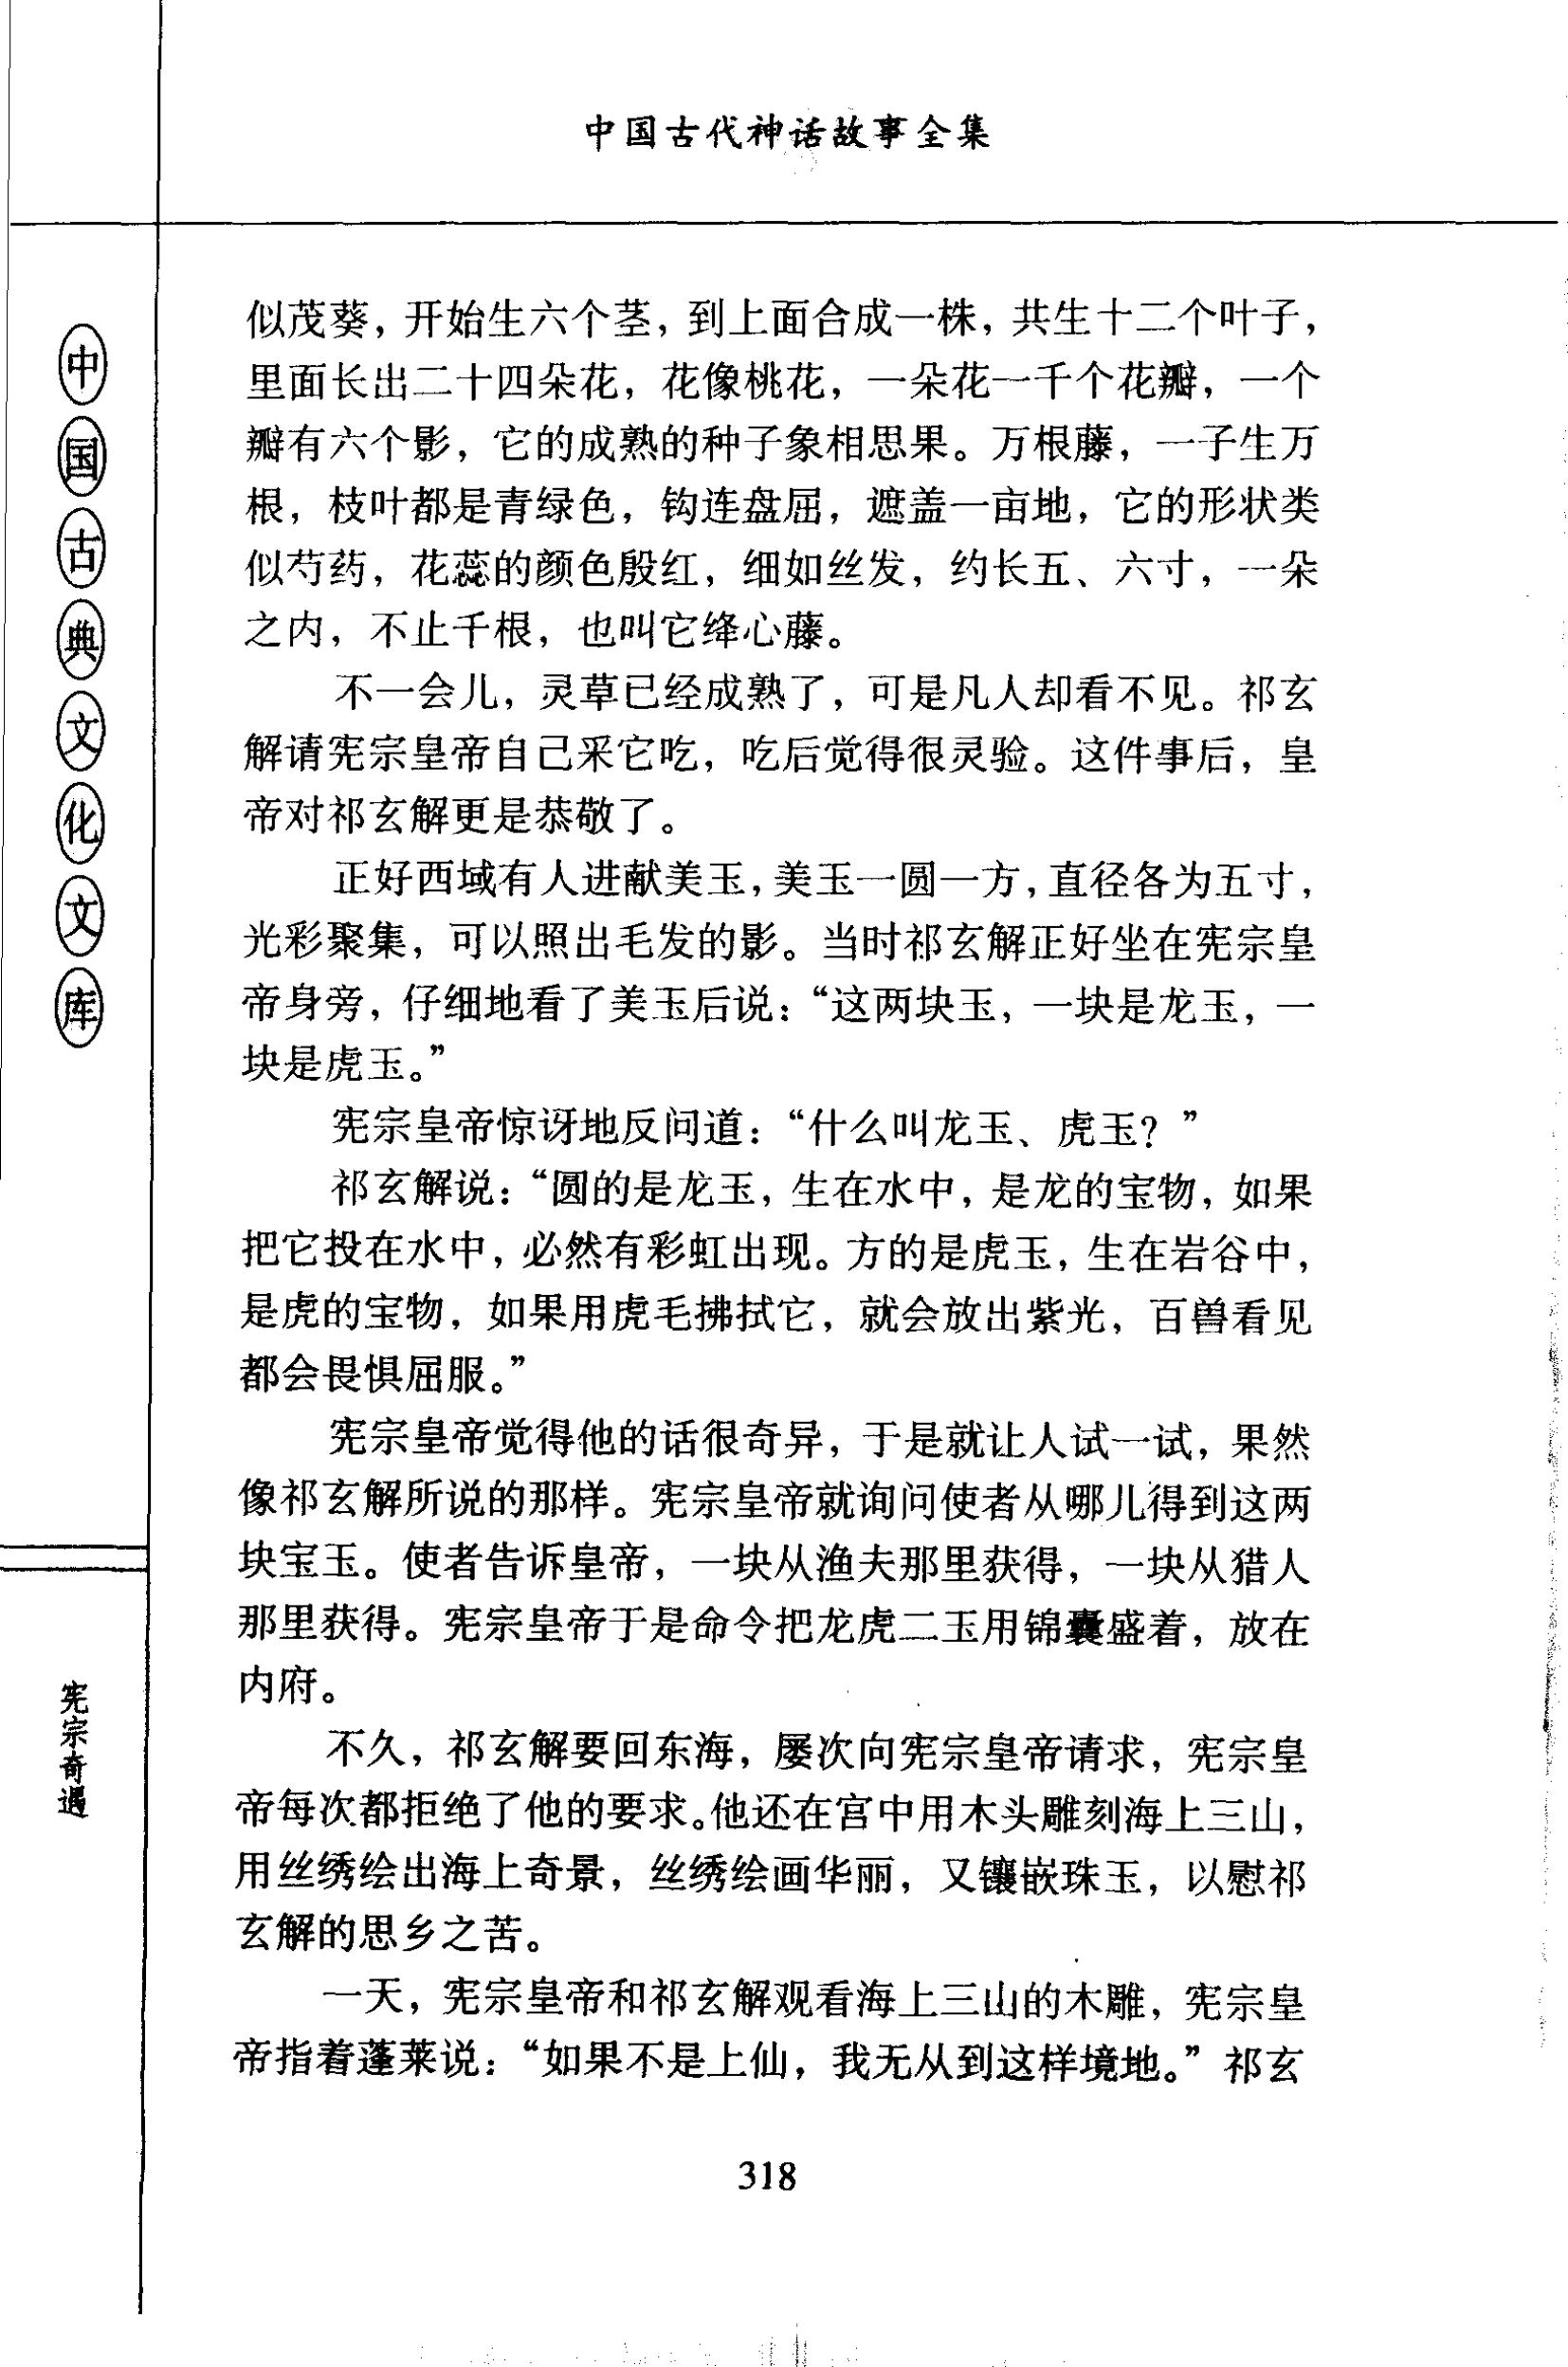 中国古代神话故事全集
中国古典文化文库
宪宗奇遇
似茂葵，开始生六个茎，到上面合成一株，共生十二个叶子，
里面长出二十四朵花，花像桃花，一朵花一千个花瓣，一个
瓣有六个影，它的成熟的种子象相思果。万根藤，一子生万
根，枝叶都是青绿色，钩连盘屈，遮盖一亩地，它的形状类
似芍药，花蕊的颜色殷红，细如丝发，约长五、六寸，一朵
之内，不止千根，也叫它绛心藤。
不一会儿，灵草已经成熟了，可是凡人却看不见。祁玄
解请宪宗皇帝自己采它吃，吃后觉得很灵验。这件事后，皇
帝对祁玄解更是恭敬了。
正好西域有人进献美玉，美玉一圆一方，直径各为五寸，
光彩聚集，可以照出毛发的影。当时祁玄解正好坐在宪宗皇
帝身旁，仔细地看了美玉后说：“这两块玉，一块是龙玉，一
块是虎玉。”
宪宗皇帝惊讶地反问道：“什么叫龙玉、虎玉？”
祁玄解说：“圆的是龙玉，生在水中，是龙的宝物，如果
把它投在水中，必然有彩虹出现。方的是虎玉，生在岩谷中，
是虎的宝物，如果用虎毛拂拭它，就会放出紫光，百兽看见
都会畏惧屈服。”
宪宗皇帝觉得他的话很奇异，于是就让人试一试，果然
像祁玄解所说的那样。宪宗皇帝就询问使者从哪儿得到这两
块宝玉。使者告诉皇帝，一块从渔夫那里获得，一块从猎人
那里获得。宪宗皇帝于是命令把龙虎二玉用锦囊盛着，放在
内府。
不久，祁玄解要回东海，屡次向宪宗皇帝请求，宪宗皇
帝每次都拒绝了他的要求。他还在宫中用木头雕刻海上三山，
用丝绣绘出海上奇景，丝绣绘画华丽，又镶嵌珠玉，以慰祁
玄解的思乡之苦。
一天，宪宗皇帝和祁玄解观看海上三山的木雕，宪宗皇
帝指着蓬莱说：“如果不是上仙，我无从到这样境地。”祁玄
318